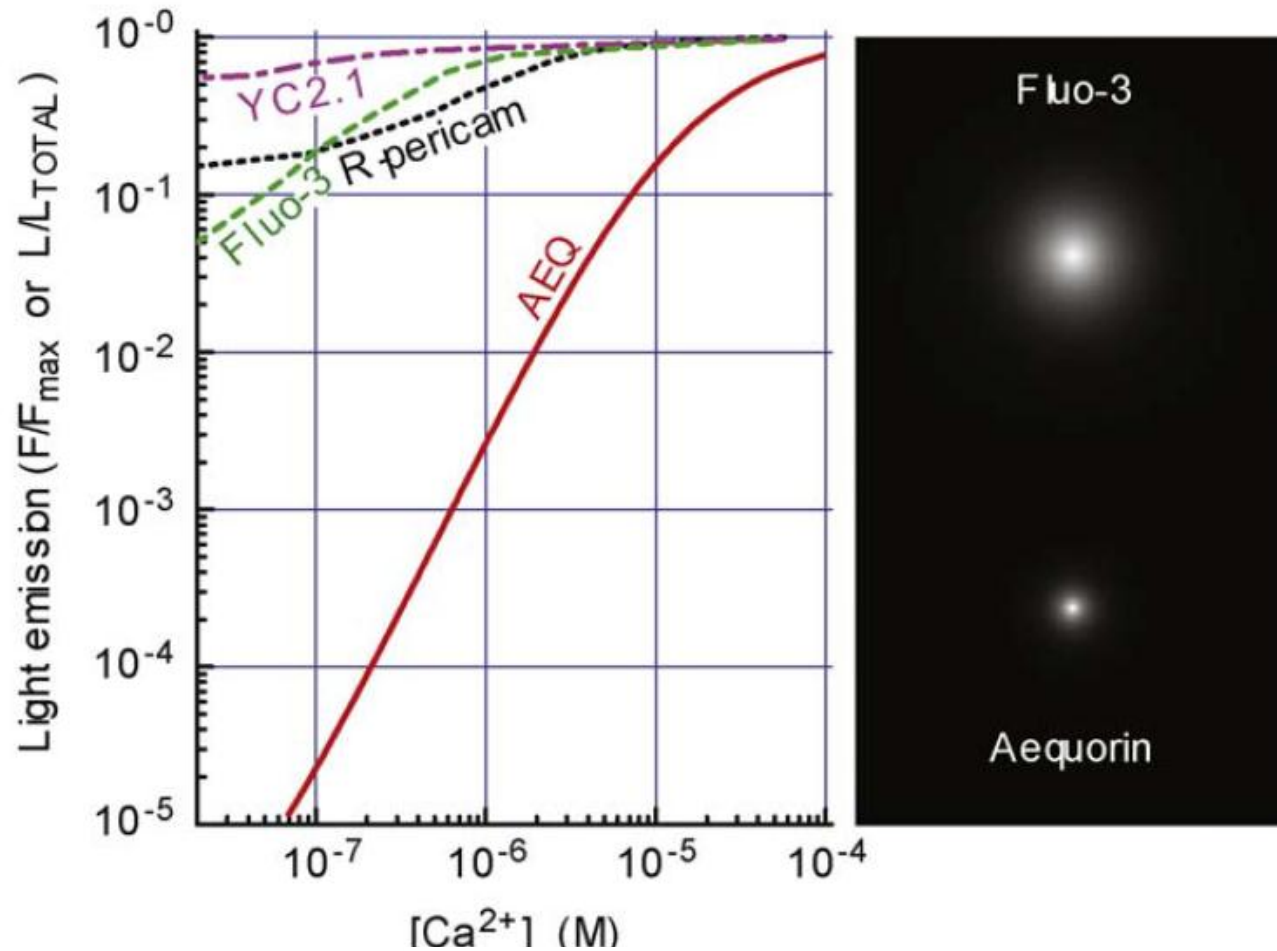 Light emission (F/Fmax or L/LTOTAL)
10-0
10-1
10-2
10-3
10-4
10-5
YC2.1
Fluo-3
R-pericam
AEQ
10-7 10-6 10-5 10-4
[Ca2+] (M)
Fluo-3
Aequorin